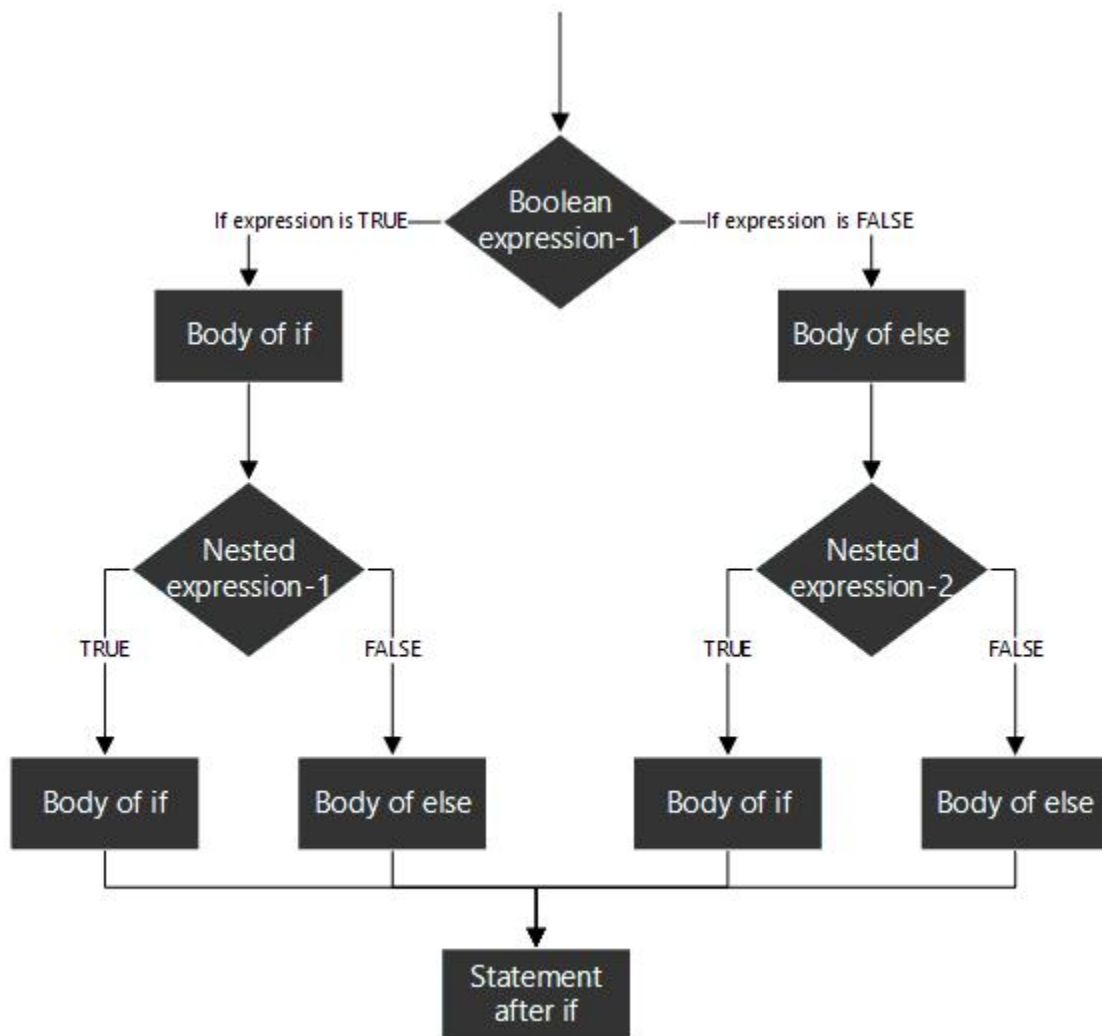 Boolean
expression-1
If expression is TRUE
If expression is FALSE
Body of if
Body of else
Nested
expression-1
Nested
expression-2
TRUE
FALSE
TRUE
FALSE
Body of if
Body of else
Body of if
Body of else
Statement
after if